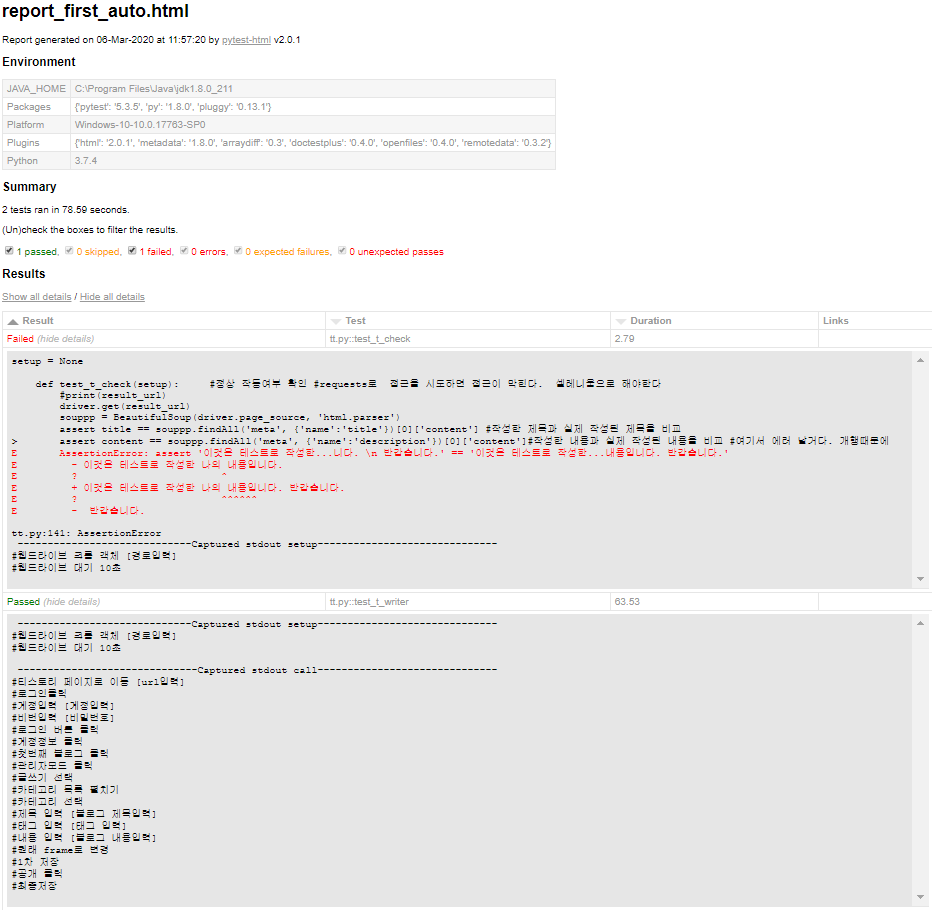 report_first_auto.html
Report generated on 06-Mar-2020 at 11:57:20 by pytest-html v2.0.1
Environment
JAVA_HOME C:\Program Files\Java\jdk1.8.0_211
Packages {'pytest': '5.3.5', 'py': '1.8.0', 'pluggy': '0.13.1'}
Platform Windows-10-10.0.17763-SP0
Plugins {'html': '2.0.1', 'metadata': '1.8.0', 'arraydiff': '0.3', 'doctestplus': '0.4.0', 'openfiles': '0.4.0', 'remotedata': '0.3.2'}
Python 3.7.4
Summary
2 tests ran in 78.59 seconds.
(Un)check the boxes to filter the results.
1 passed, 0 skipped, 1 failed, 0 errors, 0 expected failures, 0 unexpected passes
Results
Show all details / Hide all details
Result Test Duration Links
Failed (hide details) tt.py::test_t_check 2.79
setup = None
def test_t_check(setup): #정상 작동여부 확인 #requests로 접근을 시도하면 접근이 막힌다. 셀레니움으로 해야한다
#print(result_url)
driver.get(result_url)
souppp = BeautifulSoup(driver.page_source, 'html.parser')
assert title == souppp.findAll('meta', {'name':'title'})[0]['content'] #작성한 제목과 실제 작성된 제목을 비교
> assert content == souppp.findAll('meta', {'name':'description'})[0]['content']#작성한 내용과 실제 작성된 내용을 비교 #여기서 에러 날거다. 개행때문에
E AssertionError: assert '이것은 테스트로 작성한...니다. \n 반갑습니다.' == '이것은 테스트로 작성한...내용입니다. 반갑습니다.'
E - 이것은 테스트로 작성한 나의 내용입니다.
E ? ^
E + 이것은 테스트로 작성한 나의 내용입니다. 반갑습니다.
E ? ^^^^^^
E - 반갑습니다.
tt.py:141: AssertionError
-----------------------------Captured stdout setup------------------------------
#웹드라이브 크롬 객체 [경로입력]
#웹드라이브 대기 10초
Passed (hide details) tt.py::test_t_writer 63.53
-----------------------------Captured stdout setup------------------------------
#웹드라이브 크롬 객체 [경로입력]
#웹드라이브 대기 10초
------------------------------Captured stdout call------------------------------
#티스토리 페이지로 이동 [url입력]
#로그인클릭
#계정입력 [계정입력]
#비번입력 [비밀번호]
#로그인 버튼 클릭
#계정정보 클릭
#첫번째 블로그 클릭
#관리자모드 클릭
#글쓰기 선택
#카테고리 목록 펼치기
#카테고리 선택
#제목 입력 [블로그 제목입력]
#태그 입력 [태그 입력]
#내용 입력 [블로그 내용입력]
#원래 frame로 변경
#1차 저장
#공개 클릭
#최종저장